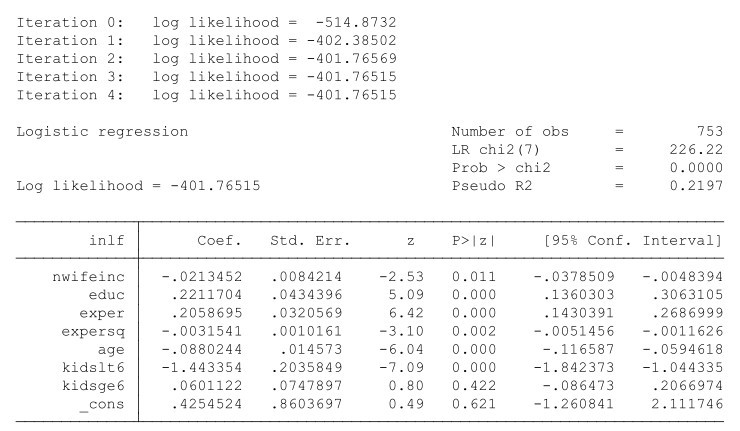 Iteration 0:   log likelihood =  -514.8732
Iteration 1:   log likelihood = -402.38502
Iteration 2:   log likelihood = -401.76569
Iteration 3:   log likelihood = -401.76515
Iteration 4:   log likelihood = -401.76515
Logistic regression                             Number of obs     =        753
LR chi2(7)        =     226.22
Prob > chi2       =     0.0000
Log likelihood = -401.76515                     Pseudo R2         =     0.2197
inlf |      Coef.   Std. Err.      z    P>|z|     [95% Conf. Interval]
nwifeinc |  -.0213452   .0084214    -2.53   0.011    -.0378509   -.0048394
educ |   .2211704   .0434396     5.09   0.000     .1360303    .3063105
exper |   .2058695   .0320569     6.42   0.000     .1430391    .2686999
expersq |  -.0031541   .0010161    -3.10   0.002    -.0051456   -.0011626
age |  -.0880244    .014573    -6.04   0.000     -.116587   -.0594618
kidslt6 |  -1.443354   .2035849    -7.09   0.000    -1.842373   -1.044335
kidsge6 |   .0601122   .0747897     0.80   0.422     -.086473    .2066974
_cons |   .4254524   .8603697     0.49   0.621    -1.260841    2.111746